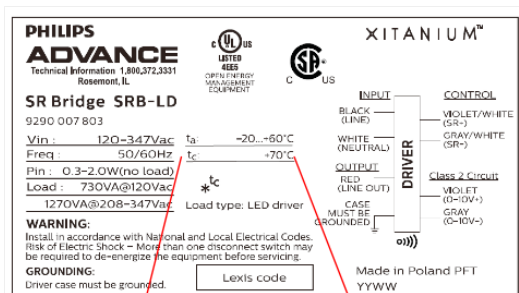 PHILIPS
ADVANCE
Technical Information 1,800,372,3331
Rosemont, IL
SR Bridge SRB-LD
9290 007 803
Vin : 120-347Vac
Freq : 50/60Hz
Pin : 0.3-2.0W(no load)
Load : 730VA@120Vac
1270VA@208-347Vac
WARNING:
Install in accordance with National and Local Electrical Codes.
Risk of Electric Shock – More than one disconnect switch may
be required to de-energize the equipment before servicing.
GROUNDING:
Driver case must be grounded.
c UL US
LISTED
4EE5
OPEN ENERGY
MANAGEMENT
EQUIPMENT
SA
C US
ta: -20...+60°C
tc: +70°C
*tc
Load type: LED driver
Lexis code
XITANIUM™
INPUT
BLACK
(LINE)
WHITE
(NEUTRAL)
OUTPUT
RED
(LINE OUT)
CASE
MUST BE
GROUNDED
DRIVER
CONTROL
VIOLET/WHITE
(SR-)
GRAY/WHITE
(SR-)
Class 2 Circuit
VIOLET
(0-10V+)
GRAY
(0-10V-)
Made in Poland PFT
YYWW